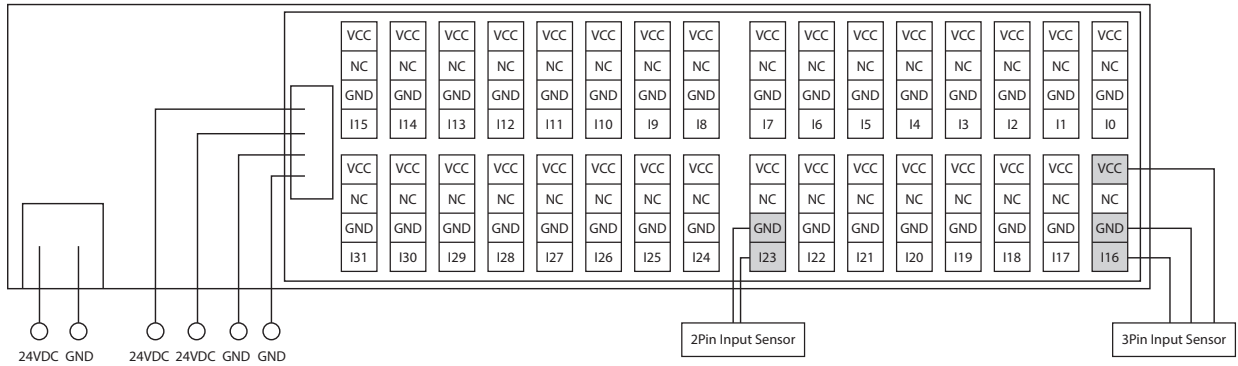 VCC VCC VCC VCC VCC VCC VCC VCC VCC VCC VCC VCC VCC VCC VCC VCC
NC NC NC NC NC NC NC NC NC NC NC NC NC NC NC NC
GND GND GND GND GND GND GND GND GND GND GND GND GND GND GND GND
I15 I14 I13 I12 I11 I10 I9 I8 I7 I6 I5 I4 I3 I2 I1 I0
VCC VCC VCC VCC VCC VCC VCC VCC VCC VCC VCC VCC VCC VCC VCC VCC
NC NC NC NC NC NC NC NC NC NC NC NC NC NC NC NC
GND GND GND GND GND GND GND GND GND GND GND GND GND GND GND GND
I31 I30 I29 I28 I27 I26 I25 I24 I23 I22 I21 I20 I19 I18 I17 I16
2Pin Input Sensor 3Pin Input Sensor
24VDC GND 24VDC 24VDC GND GND